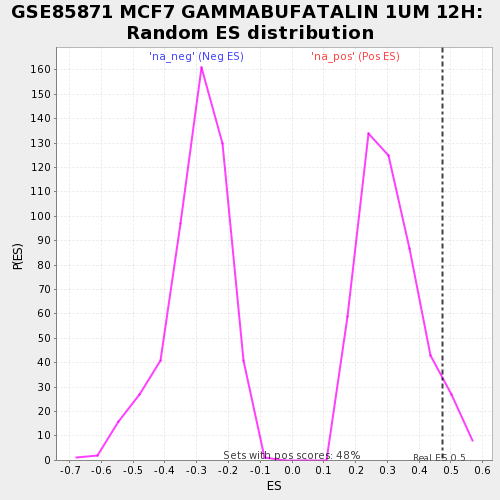 GSE85871 MCF7 GAMMABUFATALIN 1UM 12H:
Random ES distribution
'na_neg' (Neg ES)
'na_pos' (Pos ES)
160
150
140
130
120
110
100
90
80
70
60
50
40
30
20
10
0
P(ES)
Sets with pos scores: 48%
Real ES 0.5
-0.7 -0.6 -0.5 -0.4 -0.3 -0.2 -0.1 0.0 0.1 0.2 0.3 0.4 0.5 0.6
ES